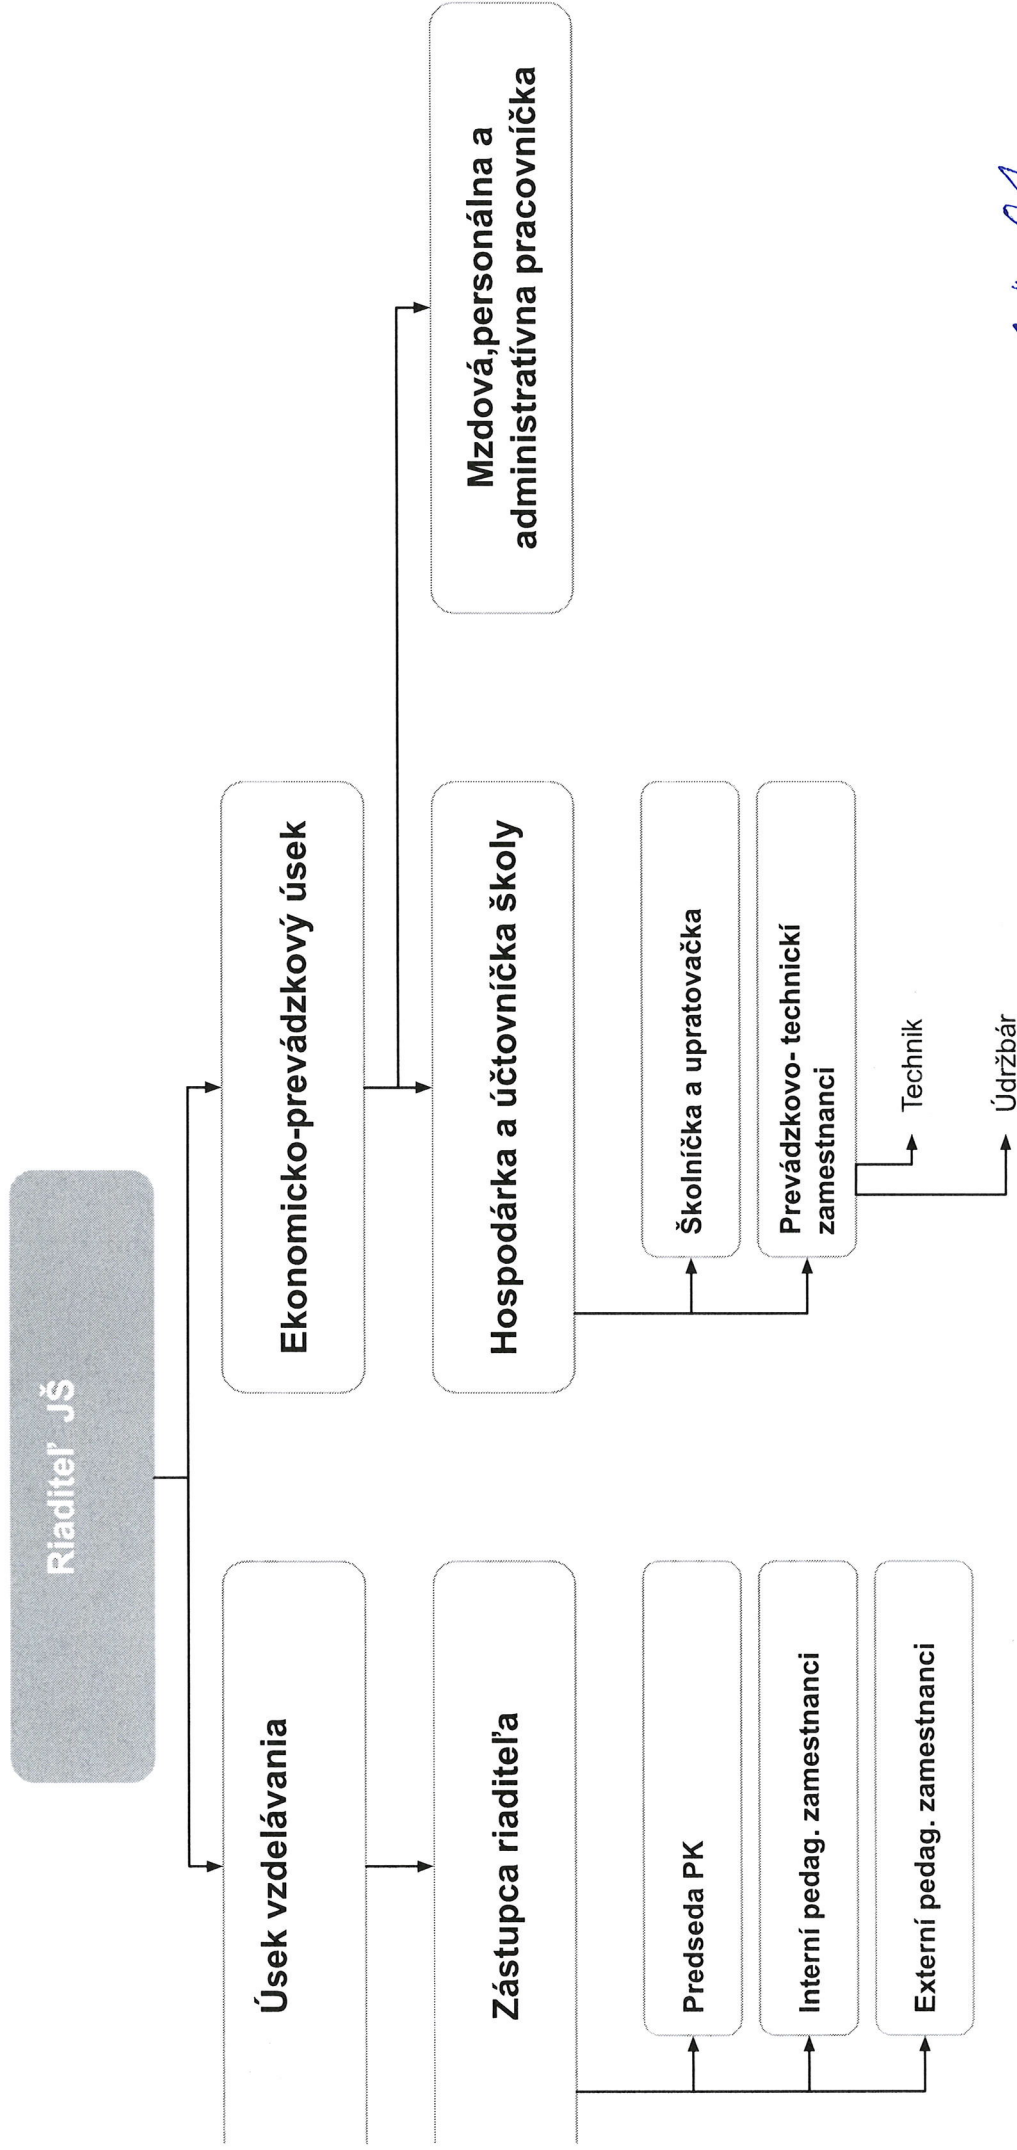 Riaditeľ JŠ
Úsek vzdelávania
Ekonomicko-prevádzkový úsek
Zástupca riaditeľa
Hospodárka a účtovníčka školy
Mzdová,personálna a
administratívna pracovníčka
Predseda PK
Interní pedag. zamestnanci
Externí pedag. zamestnanci
Školníčka a upratovačka
Prevádzkovo- technickí
zamestnanci
Technik
Údržbár